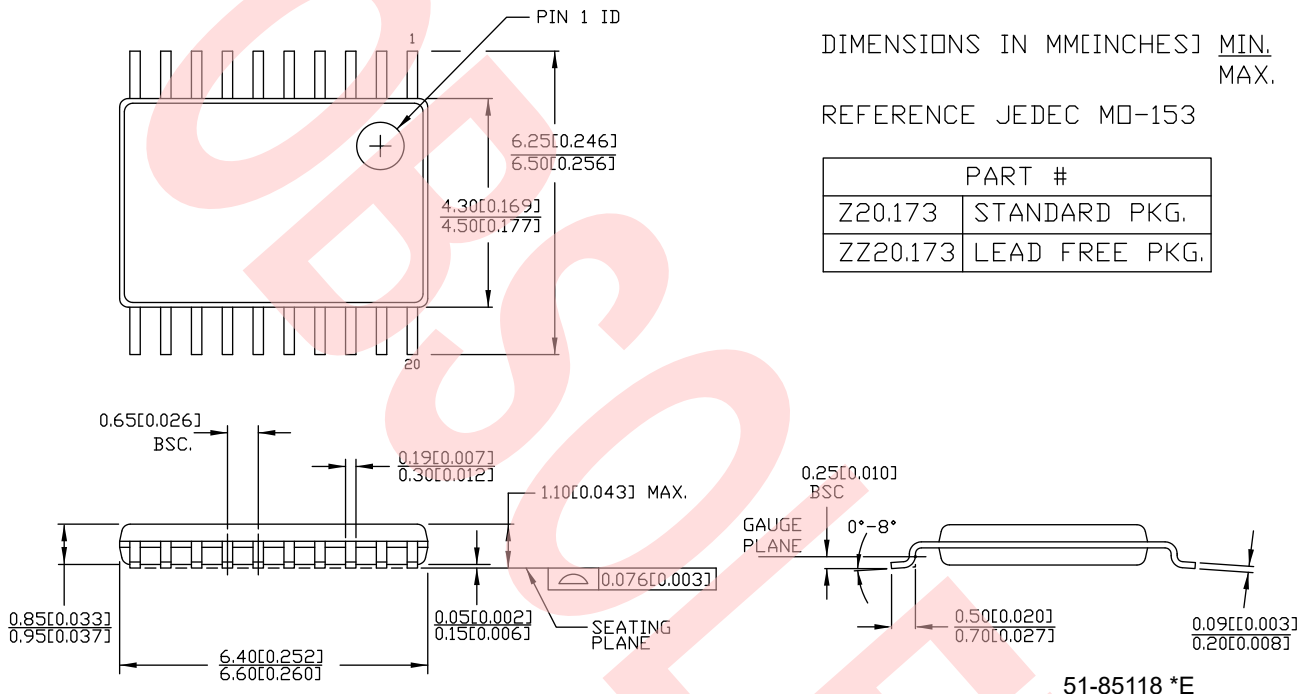 PIN 1 ID
1
DIMENSIONS IN MM[INCHES] MIN.
MAX.
REFERENCE JEDEC MO-153
6.25[0.246]
6.50[0.256]
4.30[0.169]
4.50[0.177]
PART #
Z20.173 STANDARD PKG.
ZZ20.173 LEAD FREE PKG.
20
0.65[0.026]
BSC.
0.19[0.007]
0.30[0.012]
1.10[0.043] MAX.
0.25[0.010]
BSC
GAUGE
PLANE
0°-8°
0.076[0.003]
0.85[0.033]
0.95[0.037]
0.05[0.002]
0.15[0.006]
SEATING
PLANE
6.40[0.252]
6.60[0.260]
0.50[0.020]
0.70[0.027]
0.09[[0.003]
0.20[0.008]
51-85118 *E
OBSOLE